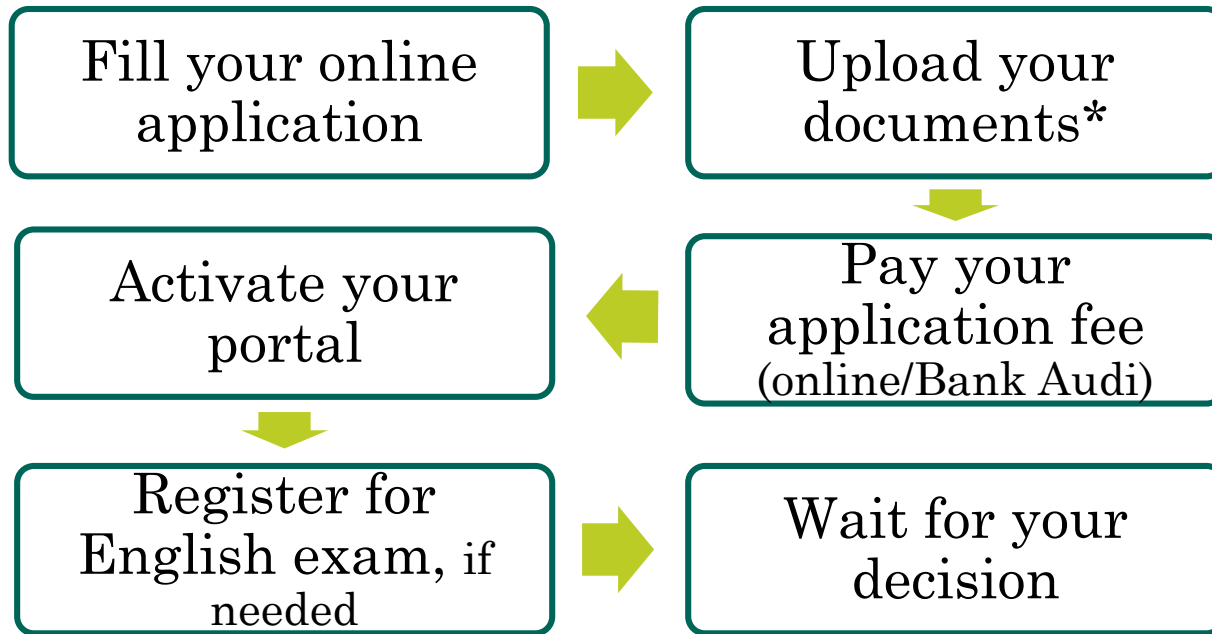 Fill your online
application
Upload your
documents*
Pay your
application fee
(online/Bank Audi)
Activate your
portal
Register for
English exam, if
needed
Wait for your
decision